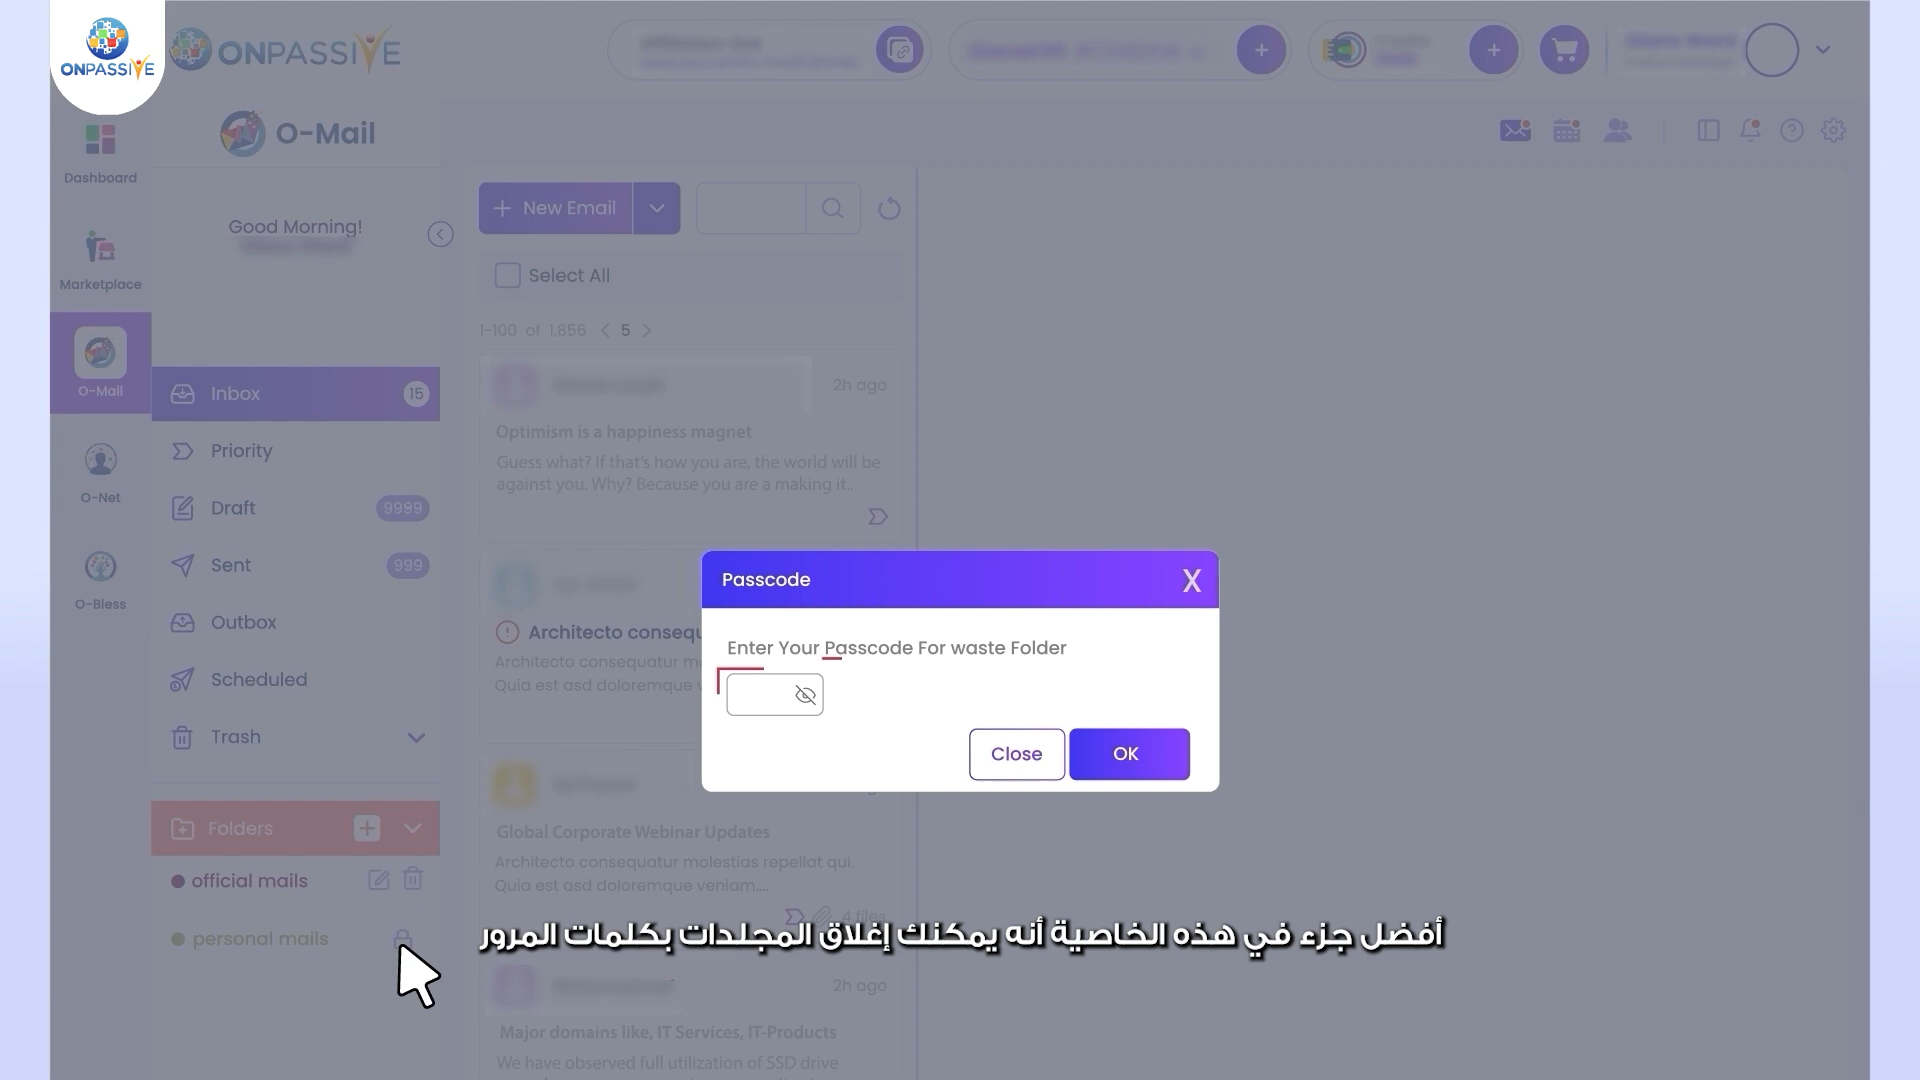 ONPASSIVE
ONPASSIVE
O-Mail
Dashboard
Marketplace
O-Mail
O-Net
O-Bless
Good Morning!
Inbox 15
Priority
Draft 9999
Sent 999
Outbox
Scheduled
Trash
Folders
official mails
personal mails
New Email
Select All
1-100 of 1,856 < 5 >
2h ago
Optimism is a happiness magnet
Guess what? If that's how you are, the world will be
against you. Why? Because you are a making it..
Architecto consequ
Architecto consequatur m
Quia est asd doloremque v
Global Corporate Webinar Updates
Architecto consequatur molestias repellat qui.
Quia est asd doloremque veniam....
4 files
2h ago
Major domains like, IT Services, IT-Products
We have observed full utilization of SSD drive
Passcode X
Enter Your Passcode For waste Folder
Close OK
أفضل جزء في هذه الخاصية أنه يمكنك إغلاق المجلدات بكلمات المرور